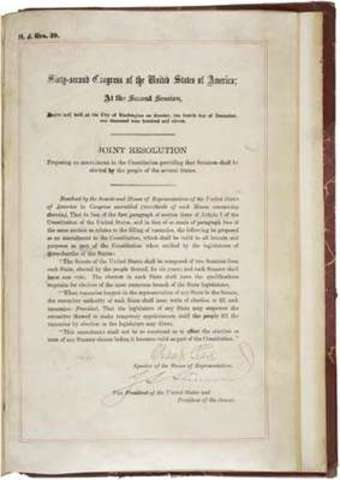 H. J. Res. 39.
Sixty-second Congress of the United States of America;
At the Second Session,
Begun and held at the City of Washington on Monday, the fourth day of December,
one thousand nine hundred and eleven.
JOINT RESOLUTION
Proposing an amendment to the Constitution providing that Senators shall be
elected by the people of the several States.
Resolved by the Senate and House of Representatives of the United States
of America in Congress assembled (two-thirds of each House concurring
therein), That in lieu of the first paragraph of section three of Article I of
the Constitution of the United States, and in lieu of so much of paragraph two of
the same section as relates to the filling of vacancies, the following be proposed
as an amendment to the Constitution, which shall be valid to all intents and
purposes as part of the Constitution when ratified by the legislatures of
three-fourths of the States:
"The Senate of the United States shall be composed of two Senators from
each State, elected by the people thereof, for six years; and each Senator shall
have one vote. The electors in each State shall have the qualifications
requisite for electors of the most numerous branch of the State legislatures.
"When vacancies happen in the representation of any State in the Senate,
the executive authority of such State shall issue writs of election to fill such
vacancies: Provided, That the legislature of any State may empower the
executive thereof to make temporary appointments until the people fill the
vacancies by election as the legislature may direct.
"This amendment shall not be so construed as to affect the election or
term of any Senator chosen before it becomes valid as part of the Constitution."
Speaker of the House of Representatives.
Vice President of the United States and
President of the Senate.